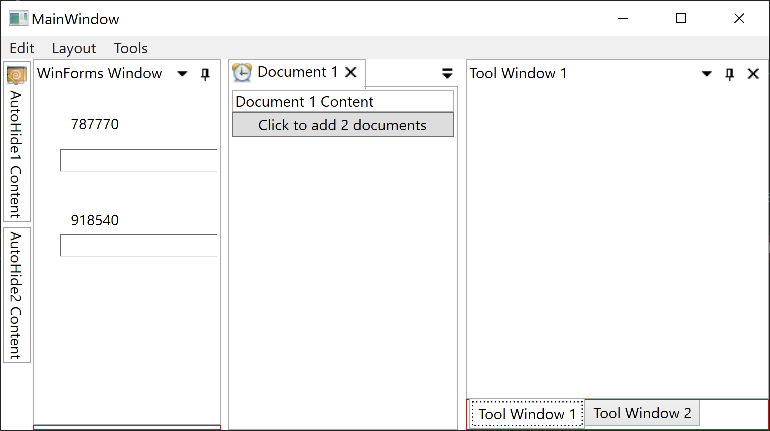 MainWindow
Edit Layout Tools
AutoHide1 Content
AutoHide2 Content
WinForms Window
787770
918540
Document 1
Document 1 Content
Click to add 2 documents
Tool Window 1
Tool Window 1
Tool Window 2